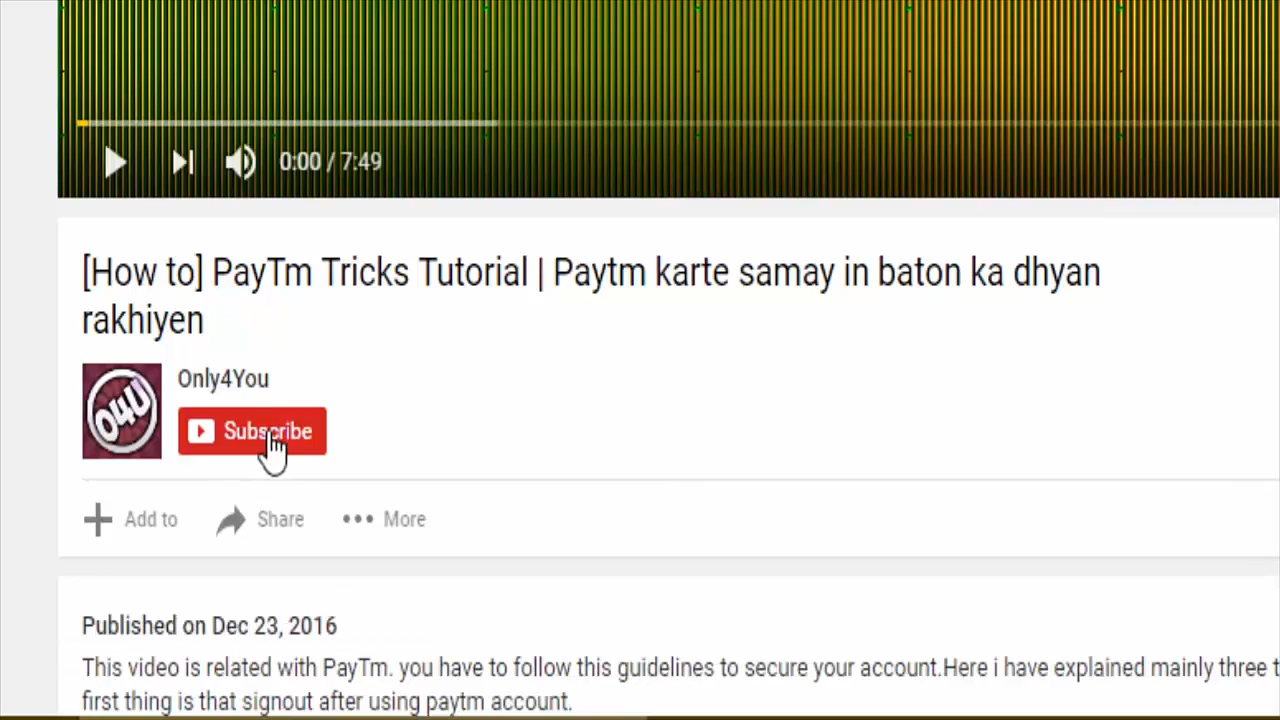 0:00 / 7:49
[How to] PayTm Tricks Tutorial | Paytm karte samay in baton ka dhyan
rakhiyen
O4U
Only4You
Subscribe
Add to
Share
More
Published on Dec 23, 2016
This video is related with PayTm. you have to follow this guidelines to secure your account.Here i have explained mainly three t
first thing is that signout after using paytm account.